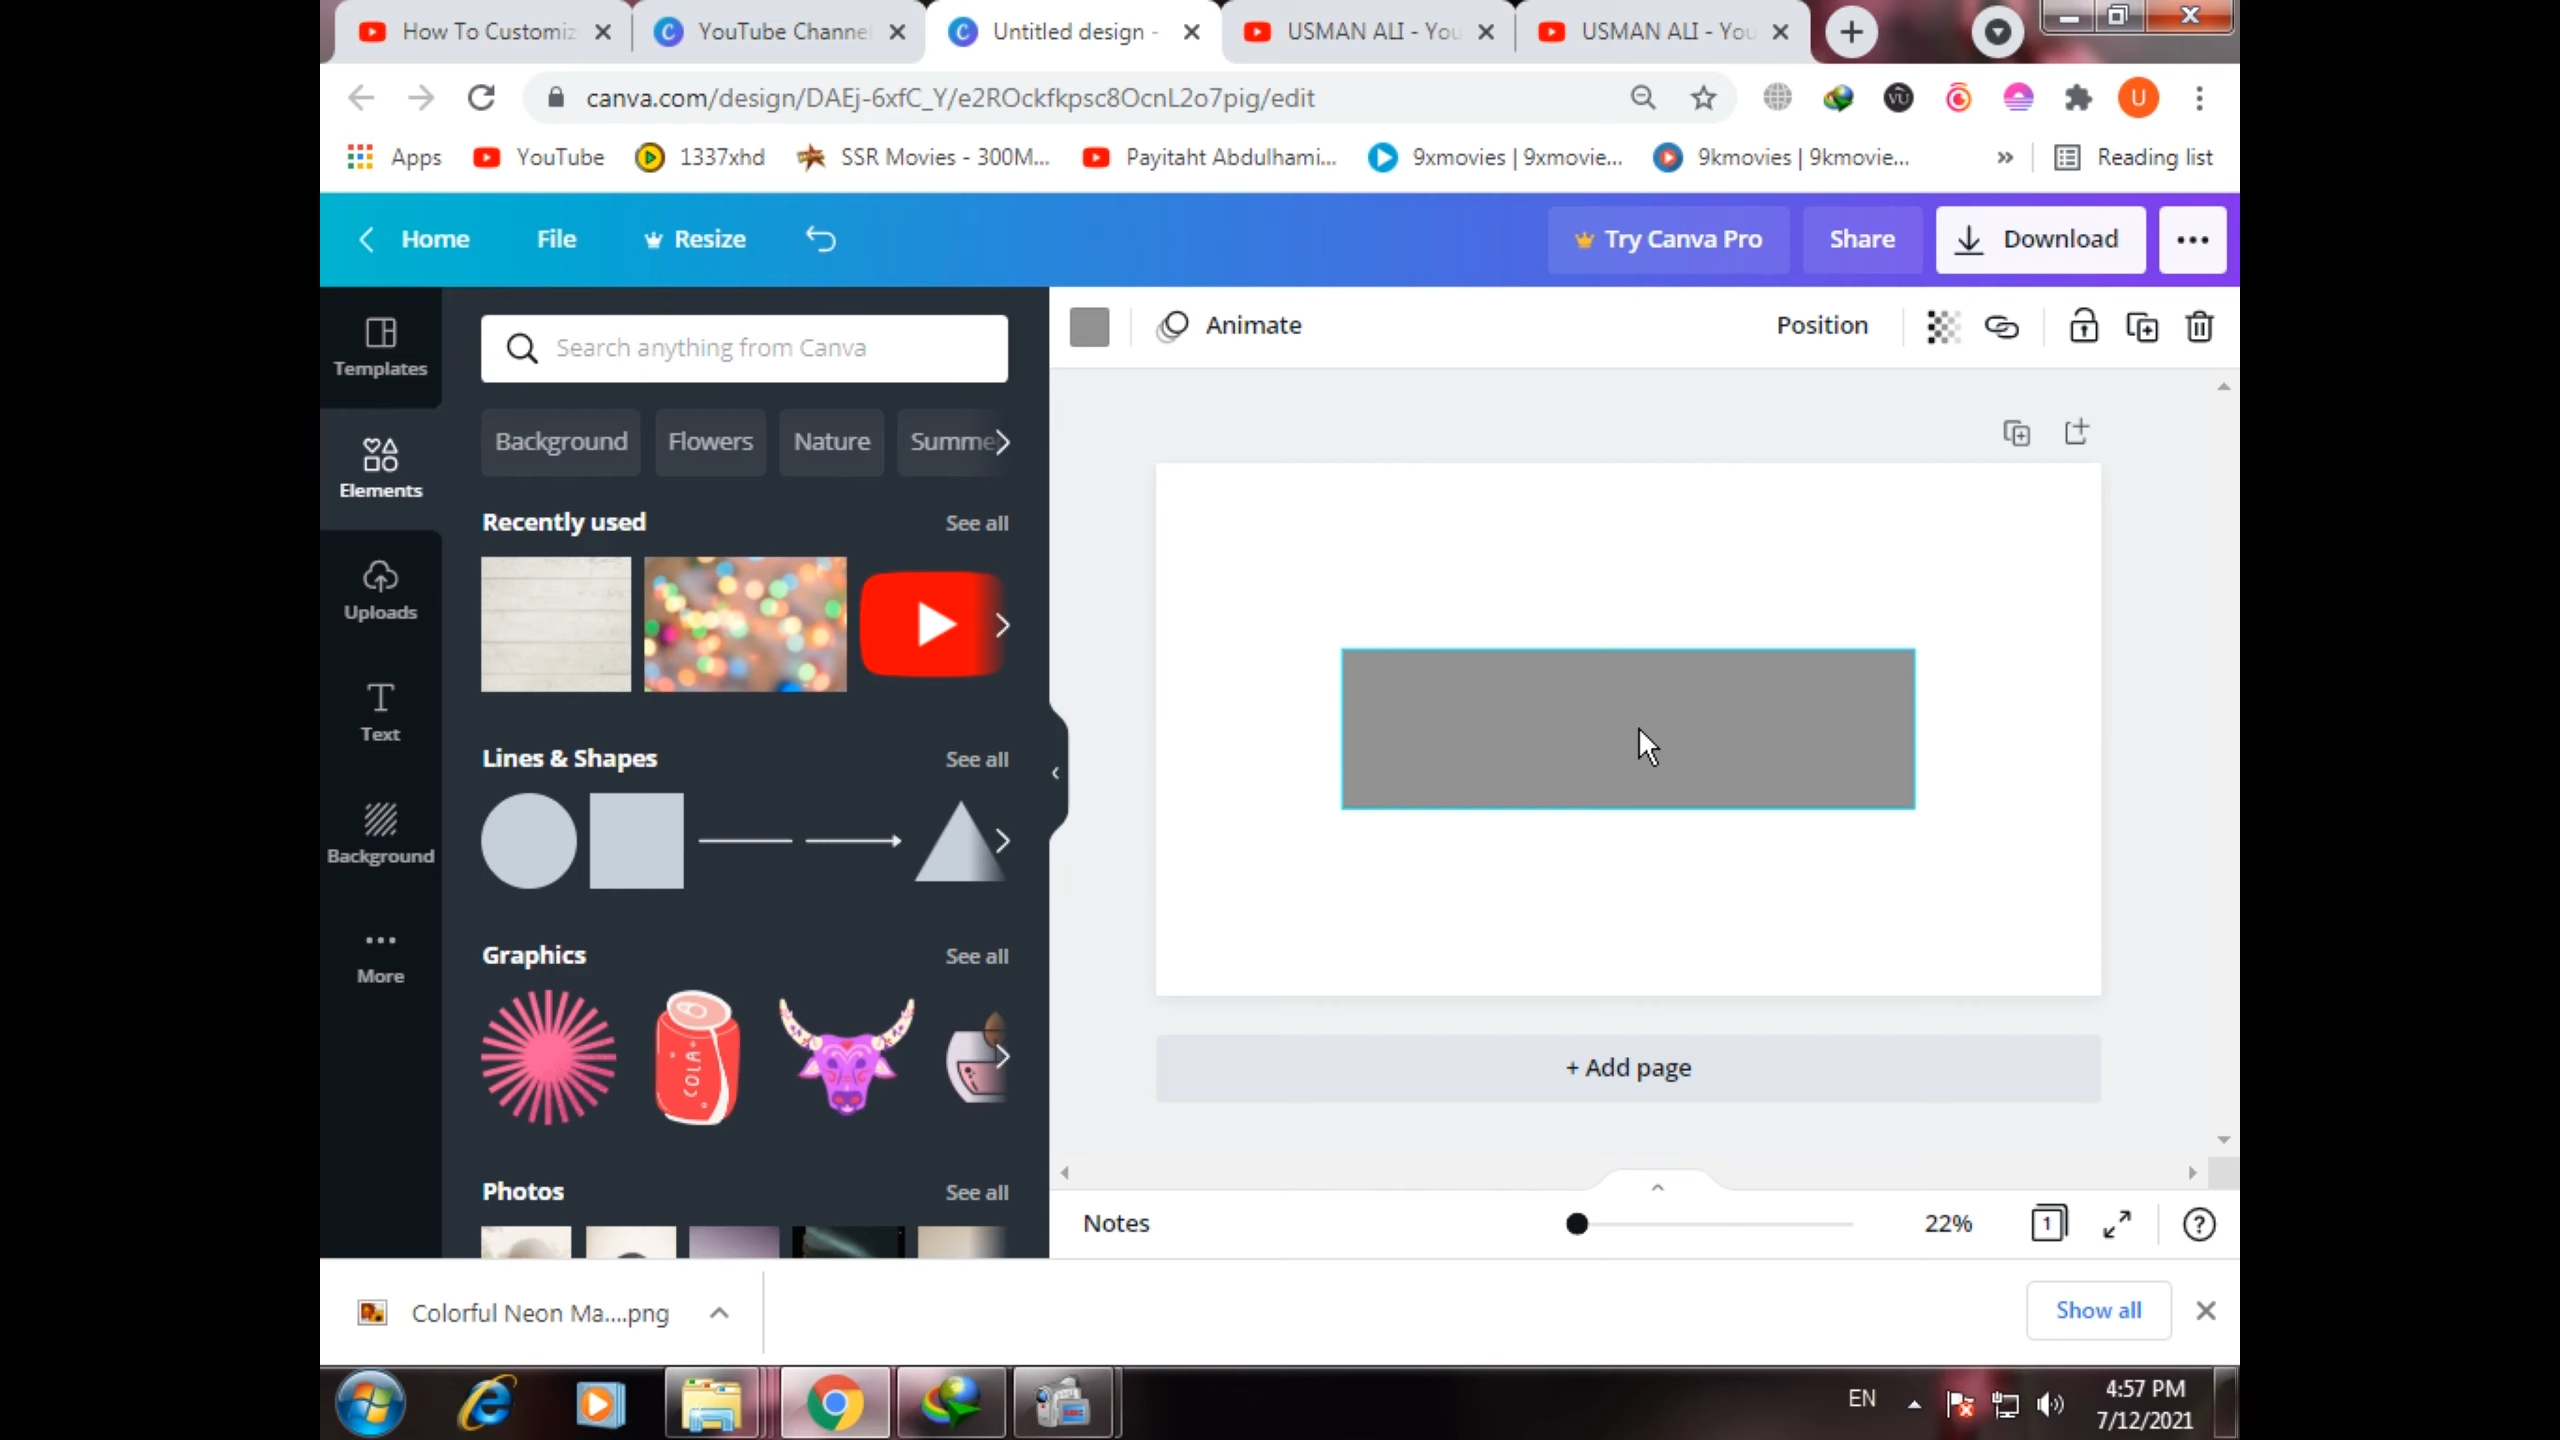 How To Customiz
YouTube Channel
Untitled design -
USMAN ALI - You
USMAN ALI - You
canva.com/design/DAEj-6xfC_Y/e2ROckfkpsc8OcnL2o7pig/edit
VU
U
Apps
YouTube
1337xhd
SSR Movies - 300M...
Payitaht Abdulhami...
9xmovies | 9xmovie...
9kmovies | 9kmovie...
»
Reading list
Home
File
Resize
Try Canva Pro
Share
Download
Templates
Elements
Uploads
Text
Background
More
Search anything from Canva
Background
Flowers
Nature
Summe
Recently used
See all
Lines & Shapes
See all
Graphics
See all
COLA
Photos
See all
Animate
Position
+ Add page
Notes
22%
1
Colorful Neon Ma....png
Show all
EN
4:57 PM
7/12/2021